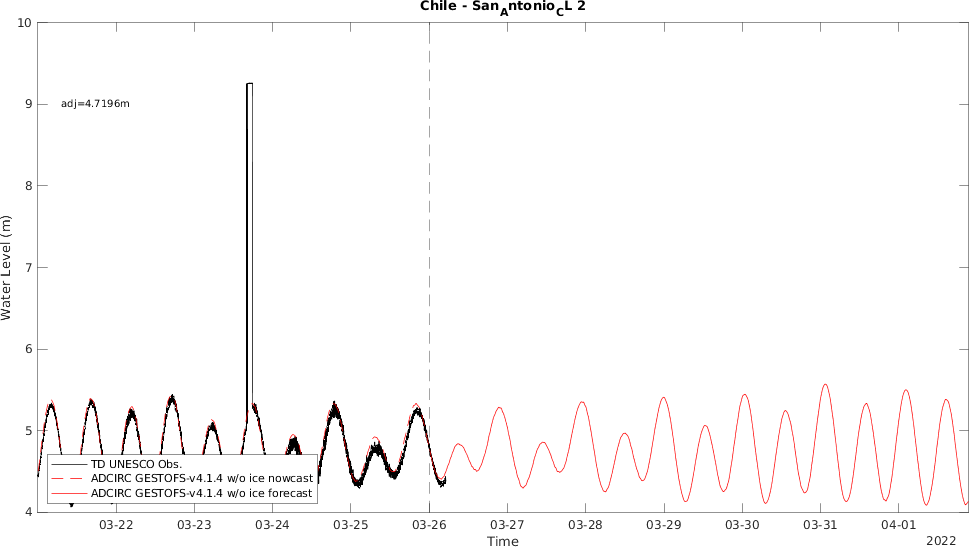 Chile - SanAntonioCL 2
10
adj=4.7196m
9
8
7
6
5
4
Water Level (m)
TD UNESCO Obs.
ADCIRC GESTOFS-v4.1.4 w/o ice nowcast
ADCIRC GESTOFS-v4.1.4 w/o ice forecast
03-22 03-23 03-24 03-25 03-26 03-27 03-28 03-29 03-30 03-31 04-01
Time
2022